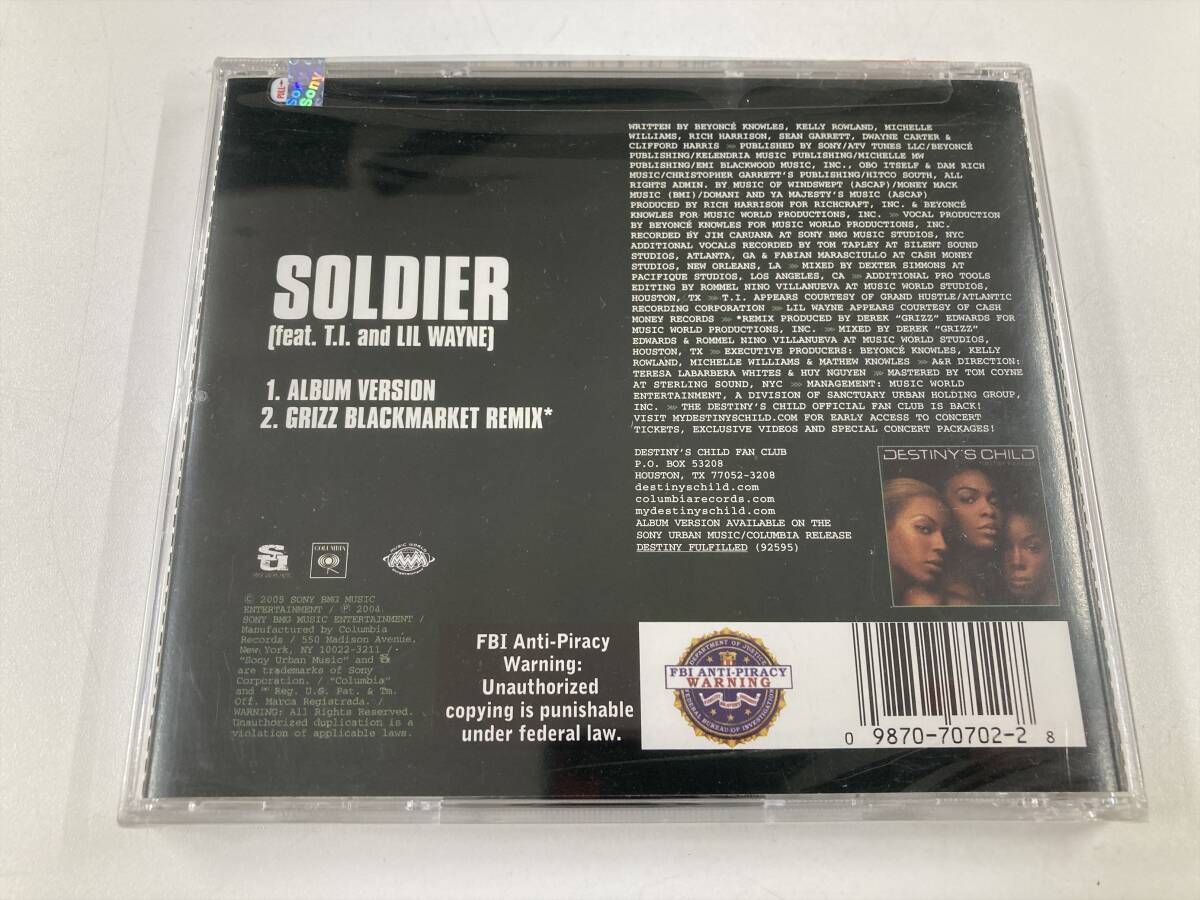 PULL
Sony
SOLDIER
(feat. T.I. and LIL WAYNE)
1. ALBUM VERSION
2. GRIZZ BLACKMARKET REMIX*
WRITTEN BY BEYONCÉ KNOWLES, KELLY ROWLAND, MICHELLE
WILLIAMS, RICH HARRISON, SEAN GARRETT, DWAYNE CARTER &
CLIFFORD HARRIS >> PUBLISHED BY SONY/ATV TUNES LLC/BEYONCÉ
PUBLISHING/KELENDRIA MUSIC PUBLISHING/MICHELLE MW
PUBLISHING/EMI BLACKWOOD MUSIC, INC., OBO ITSELF & DAM RICH
MUSIC/CHRISTOPHER GARRETT'S PUBLISHING/HITCO SOUTH, ALL
RIGHTS ADMIN. BY MUSIC OF WINDSWEPT (ASCAP)/MONEY MACK
MUSIC (BMI)/DOMANI AND YA MAJESTY'S MUSIC (ASCAP)
PRODUCED BY RICH HARRISON FOR RICHCRAFT, INC. & BEYONCÉ
KNOWLES FOR MUSIC WORLD PRODUCTIONS, INC. >> VOCAL PRODUCTION
BY BEYONCÉ KNOWLES FOR MUSIC WORLD PRODUCTIONS, INC.
RECORDED BY JIM CARUANA AT SONY BMG MUSIC STUDIOS, NYC
ADDITIONAL VOCALS RECORDED BY TOM TAPLEY AT SILENT SOUND
STUDIOS, ATLANTA, GA & FABIAN MARASCIULLO AT CASH MONEY
STUDIOS, NEW ORLEANS, LA >> MIXED BY DEXTER SIMMONS AT
PACIFIQUE STUDIOS, LOS ANGELES, CA >> ADDITIONAL PRO TOOLS
EDITING BY ROMMEL NINO VILLANUEVA AT MUSIC WORLD STUDIOS,
HOUSTON, TX >> T.I. APPEARS COURTESY OF GRAND HUSTLE/ATLANTIC
RECORDING CORPORATION >> LIL WAYNE APPEARS COURTESY OF CASH
MONEY RECORDS >> *REMIX PRODUCED BY DEREK "GRIZZ" EDWARDS FOR
MUSIC WORLD PRODUCTIONS, INC. >> MIXED BY DEREK "GRIZZ"
EDWARDS & ROMMEL NINO VILLANUEVA AT MUSIC WORLD STUDIOS,
HOUSTON, TX >> EXECUTIVE PRODUCERS: BEYONCÉ KNOWLES, KELLY
ROWLAND, MICHELLE WILLIAMS & MATHEW KNOWLES >> A&R DIRECTION:
TERESA LABARBERA WHITES & HUY NGUYEN >> MASTERED BY TOM COYNE
AT STERLING SOUND, NYC >> MANAGEMENT: MUSIC WORLD
ENTERTAINMENT, A DIVISION OF SANCTUARY URBAN HOLDING GROUP,
INC. >> THE DESTINY'S CHILD OFFICIAL FAN CLUB IS BACK!
VISIT MYDESTINYSCHILD.COM FOR EARLY ACCESS TO CONCERT
TICKETS, EXCLUSIVE VIDEOS AND SPECIAL CONCERT PACKAGES!
DESTINY'S CHILD FAN CLUB
P.O. BOX 53208
HOUSTON, TX 77052-3208
destinyschild.com
columbiarecords.com
mydestinyschild.com
ALBUM VERSION AVAILABLE ON THE
SONY URBAN MUSIC/COLUMBIA RELEASE
DESTINY FULFILLED (92595)
DESTINY'S CHILD
COLUMBIA
MUSIC WORLD
© 2005 SONY BMG MUSIC
ENTERTAINMENT / ℗ 2004
SONY BMG MUSIC ENTERTAINMENT /
Manufactured by Columbia
Records / 550 Madison Avenue,
New York, NY 10022-3211 /
"Sony Urban Music" and
are trademarks of Sony
Corporation. / "Columbia"
and Reg. U.S. Pat. & Tm.
Off. Marca Registrada. /
WARNING: All Rights Reserved.
Unauthorized duplication is a
violation of applicable laws.
FBI Anti-Piracy
Warning:
Unauthorized
copying is punishable
under federal law.
DEPARTMENT OF JUSTICE
FBI ANTI-PIRACY
WARNING
FEDERAL BUREAU OF INVESTIGATION
0 9870-70702-2 8